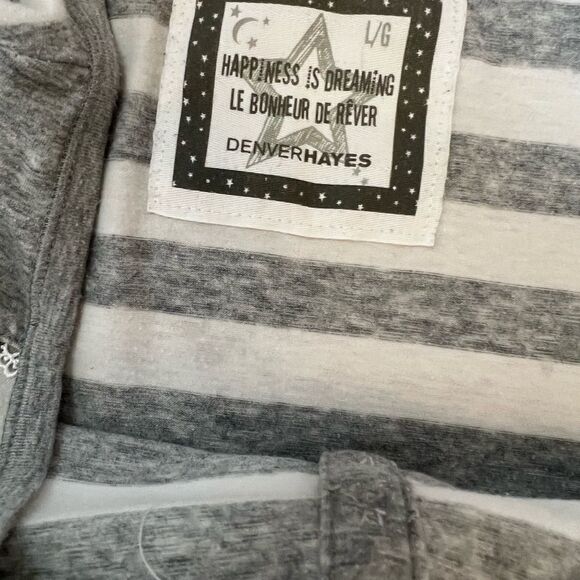 L/G
HAPPINESS IS DREAMING
LE BONHEUR DE RÊVER
DENVERHAYES